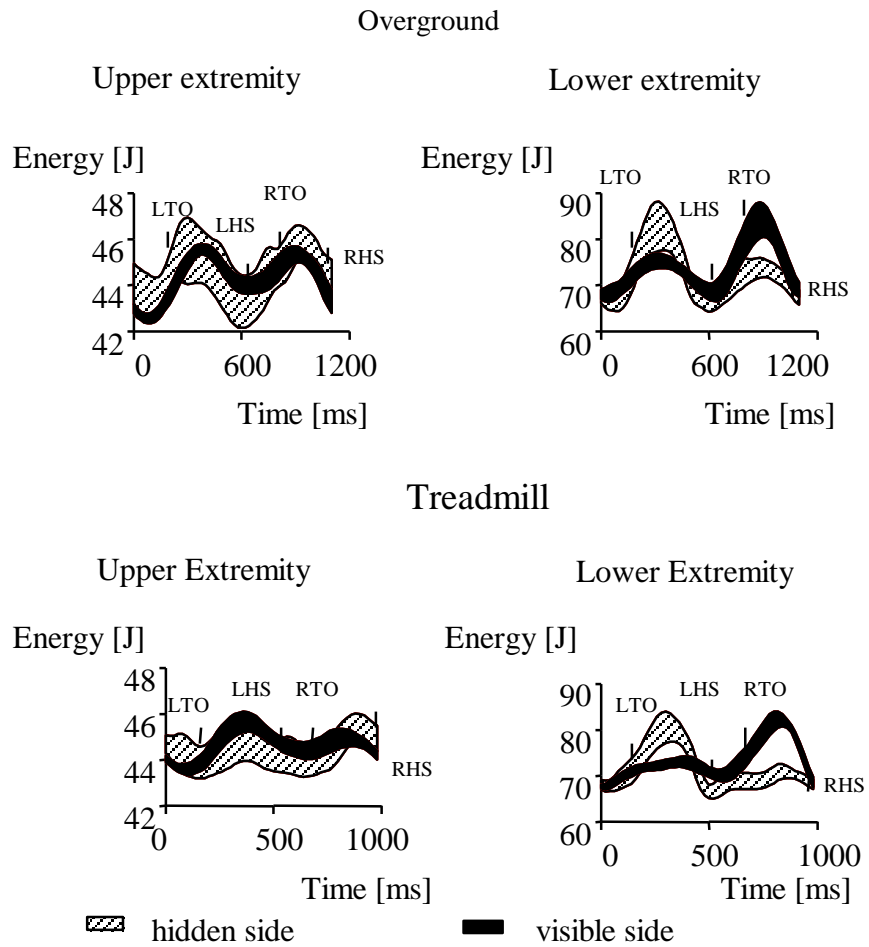 Overground
Upper extremity
Lower extremity
Energy [J]
Energy [J]
48
46
44
42
LTO
LHS
RTO
RHS
0 600 1200
Time [ms]
90
80
70
60
LTO
LHS
RTO
RHS
0 600 1200
Time [ms]
Treadmill
Upper Extremity
Lower Extremity
Energy [J]
Energy [J]
48
46
44
42
LTO
LHS
RTO
RHS
0 500 1000
Time [ms]
90
80
70
60
LTO
LHS
RTO
RHS
0 500 1000
Time [ms]
hidden side
visible side